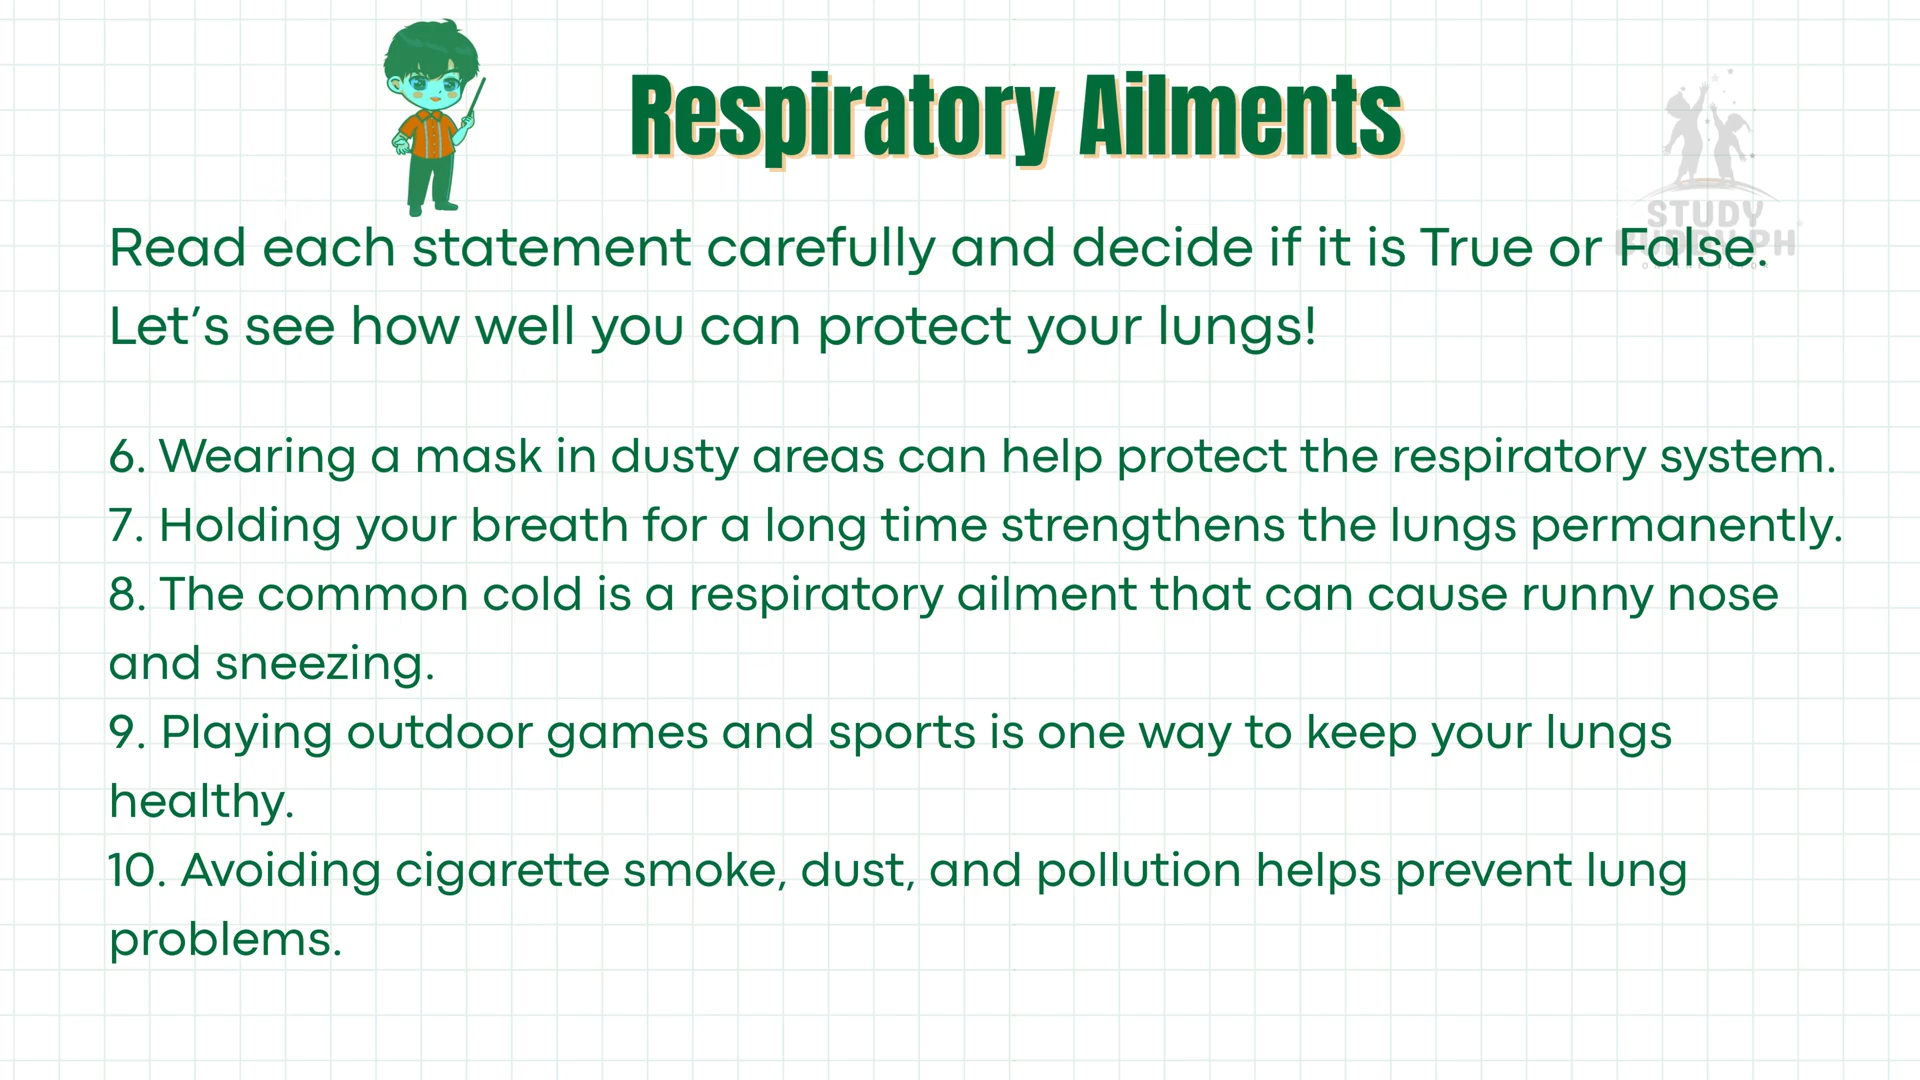 Respiratory Ailments
STUDY
BUDDY PH
Read each statement carefully and decide if it is True or False.
Let’s see how well you can protect your lungs!
6. Wearing a mask in dusty areas can help protect the respiratory system.
7. Holding your breath for a long time strengthens the lungs permanently.
8. The common cold is a respiratory ailment that can cause runny nose
and sneezing.
9. Playing outdoor games and sports is one way to keep your lungs
healthy.
10. Avoiding cigarette smoke, dust, and pollution helps prevent lung
problems.